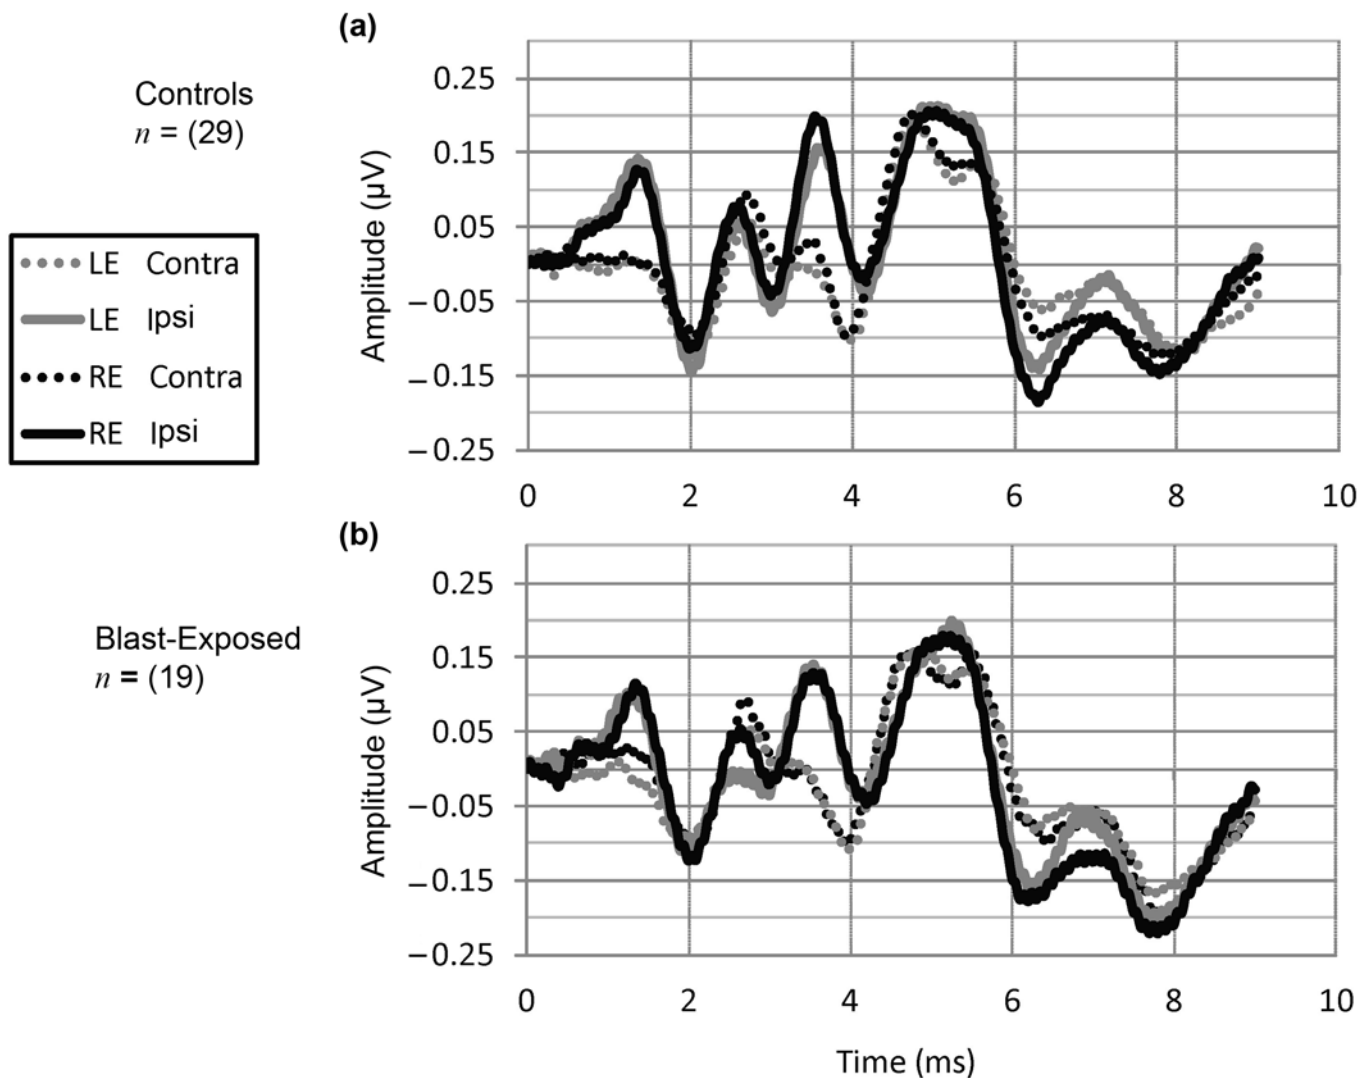 (a)
Controls
n = (29)
LE Contra
LE Ipsi
RE Contra
RE Ipsi
Amplitude (µV)
0.25
0.15
0.05
−0.05
−0.15
−0.25
0 2 4 6 8 10
(b)
Blast-Exposed
n = (19)
Amplitude (µV)
0.25
0.15
0.05
−0.05
−0.15
−0.25
0 2 4 6 8 10
Time (ms)